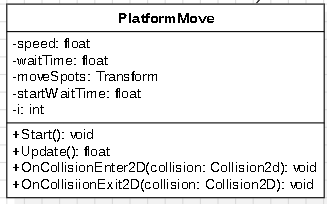 PlatformMove
-speed: float
-waitTime: float
-moveSpots: Transform
-startWaitTime: float
-i: int
+Start(): void
+Update(): float
+OnCollisionEnter2D(collision: Collision2d): void
+OnCollisiionExit2D(collision: Collision2D): void